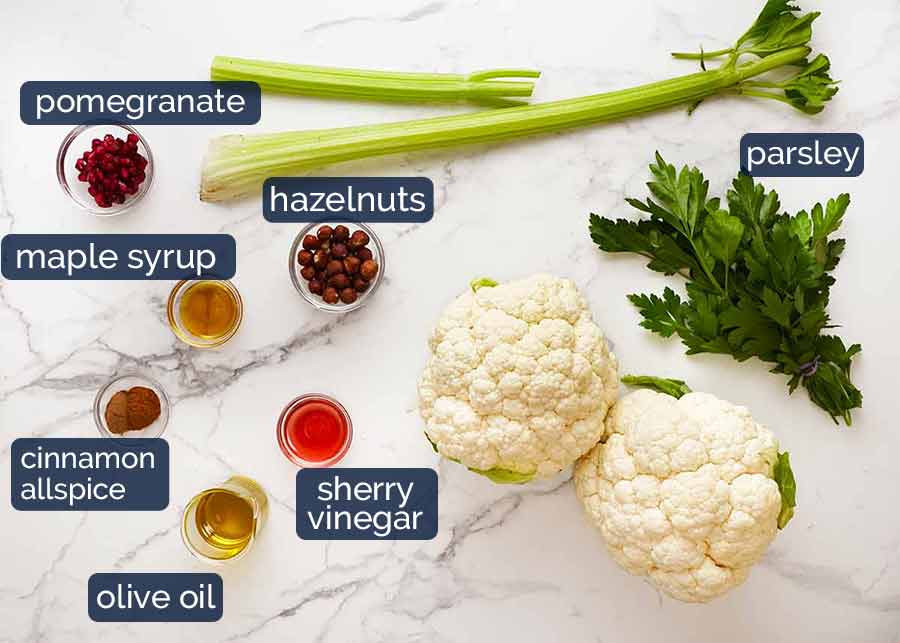 pomegranate
parsley
hazelnuts
maple syrup
cinnamon
allspice
sherry
vinegar
olive oil